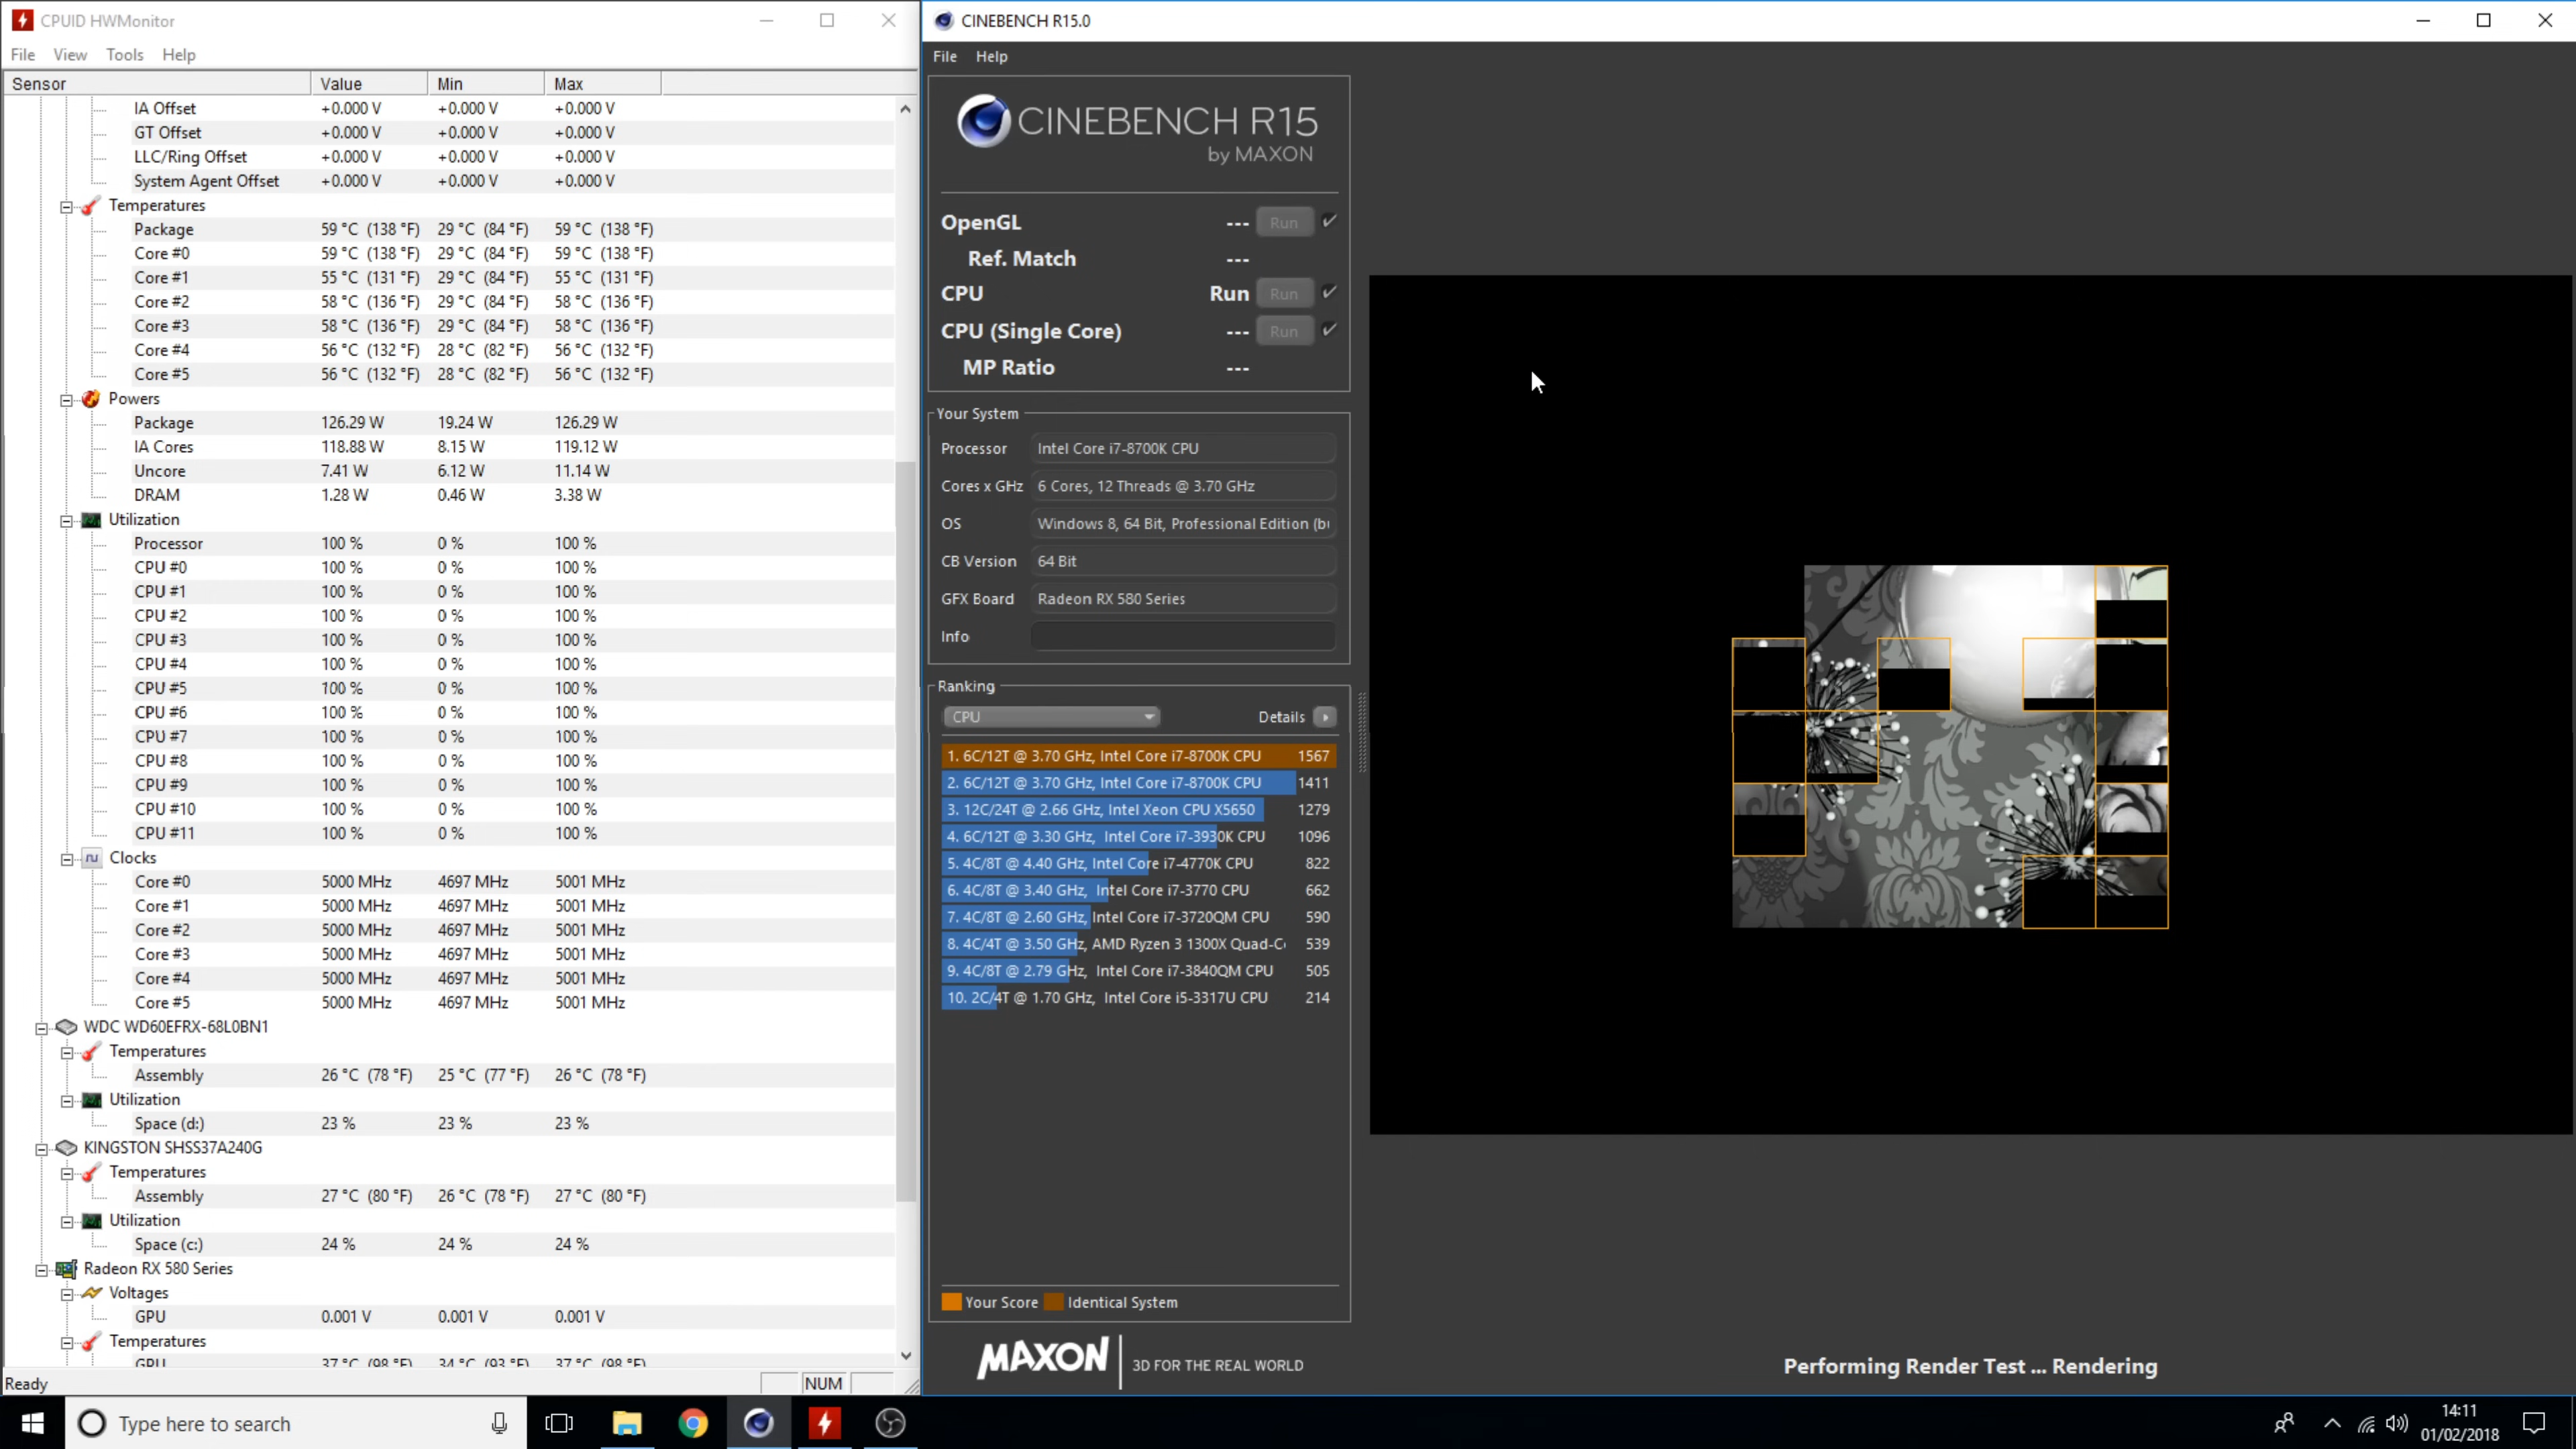 CPUID HWMonitor
File View Tools Help
Sensor Value Min Max
IA Offset +0.000 V +0.000 V +0.000 V
GT Offset +0.000 V +0.000 V +0.000 V
LLC/Ring Offset +0.000 V +0.000 V +0.000 V
System Agent Offset +0.000 V +0.000 V +0.000 V
Temperatures
Package 59 °C (138 °F) 29 °C (84 °F) 59 °C (138 °F)
Core #0 59 °C (138 °F) 29 °C (84 °F) 59 °C (138 °F)
Core #1 55 °C (131 °F) 29 °C (84 °F) 55 °C (131 °F)
Core #2 58 °C (136 °F) 29 °C (84 °F) 58 °C (136 °F)
Core #3 58 °C (136 °F) 29 °C (84 °F) 58 °C (136 °F)
Core #4 56 °C (132 °F) 28 °C (82 °F) 56 °C (132 °F)
Core #5 56 °C (132 °F) 28 °C (82 °F) 56 °C (132 °F)
Powers
Package 126.29 W 19.24 W 126.29 W
IA Cores 118.88 W 8.15 W 119.12 W
Uncore 7.41 W 6.12 W 11.14 W
DRAM 1.28 W 0.46 W 3.38 W
Utilization
Processor 100 % 0 % 100 %
CPU #0 100 % 0 % 100 %
CPU #1 100 % 0 % 100 %
CPU #2 100 % 0 % 100 %
CPU #3 100 % 0 % 100 %
CPU #4 100 % 0 % 100 %
CPU #5 100 % 0 % 100 %
CPU #6 100 % 0 % 100 %
CPU #7 100 % 0 % 100 %
CPU #8 100 % 0 % 100 %
CPU #9 100 % 0 % 100 %
CPU #10 100 % 0 % 100 %
CPU #11 100 % 0 % 100 %
Clocks
Core #0 5000 MHz 4697 MHz 5001 MHz
Core #1 5000 MHz 4697 MHz 5001 MHz
Core #2 5000 MHz 4697 MHz 5001 MHz
Core #3 5000 MHz 4697 MHz 5001 MHz
Core #4 5000 MHz 4697 MHz 5001 MHz
Core #5 5000 MHz 4697 MHz 5001 MHz
WDC WD60EFRX-68L0BN1
Temperatures
Assembly 26 °C (78 °F) 25 °C (77 °F) 26 °C (78 °F)
Utilization
Space (d:) 23 % 23 % 23 %
KINGSTON SHSS37A240G
Temperatures
Assembly 27 °C (80 °F) 26 °C (78 °F) 27 °C (80 °F)
Utilization
Space (c:) 24 % 24 % 24 %
Radeon RX 580 Series
Voltages
GPU 0.001 V 0.001 V 0.001 V
Temperatures
GPU 37 °C (98 °F) 34 °C (93 °F) 37 °C (98 °F)
Ready NUM
CINEBENCH R15.0
File Help
CINEBENCH R15
by MAXON
OpenGL --- Run
Ref. Match ---
CPU Run Run
CPU (Single Core) --- Run
MP Ratio ---
Your System
Processor Intel Core i7-8700K CPU
Cores x GHz 6 Cores, 12 Threads @ 3.70 GHz
OS Windows 8, 64 Bit, Professional Edition (bu
CB Version 64 Bit
GFX Board Radeon RX 580 Series
Info
Ranking
CPU Details
1. 6C/12T @ 3.70 GHz, Intel Core i7-8700K CPU 1567
2. 6C/12T @ 3.70 GHz, Intel Core i7-8700K CPU 1411
3. 12C/24T @ 2.66 GHz, Intel Xeon CPU X5650 1279
4. 6C/12T @ 3.30 GHz, Intel Core i7-3930K CPU 1096
5. 4C/8T @ 4.40 GHz, Intel Core i7-4770K CPU 822
6. 4C/8T @ 3.40 GHz, Intel Core i7-3770 CPU 662
7. 4C/8T @ 2.60 GHz, Intel Core i7-3720QM CPU 590
8. 4C/4T @ 3.50 GHz, AMD Ryzen 3 1300X Quad-C 539
9. 4C/8T @ 2.79 GHz, Intel Core i7-3840QM CPU 505
10. 2C/4T @ 1.70 GHz, Intel Core i5-3317U CPU 214
Your Score Identical System
MAXON 3D FOR THE REAL WORLD
Performing Render Test ... Rendering
Type here to search
14:11
01/02/2018